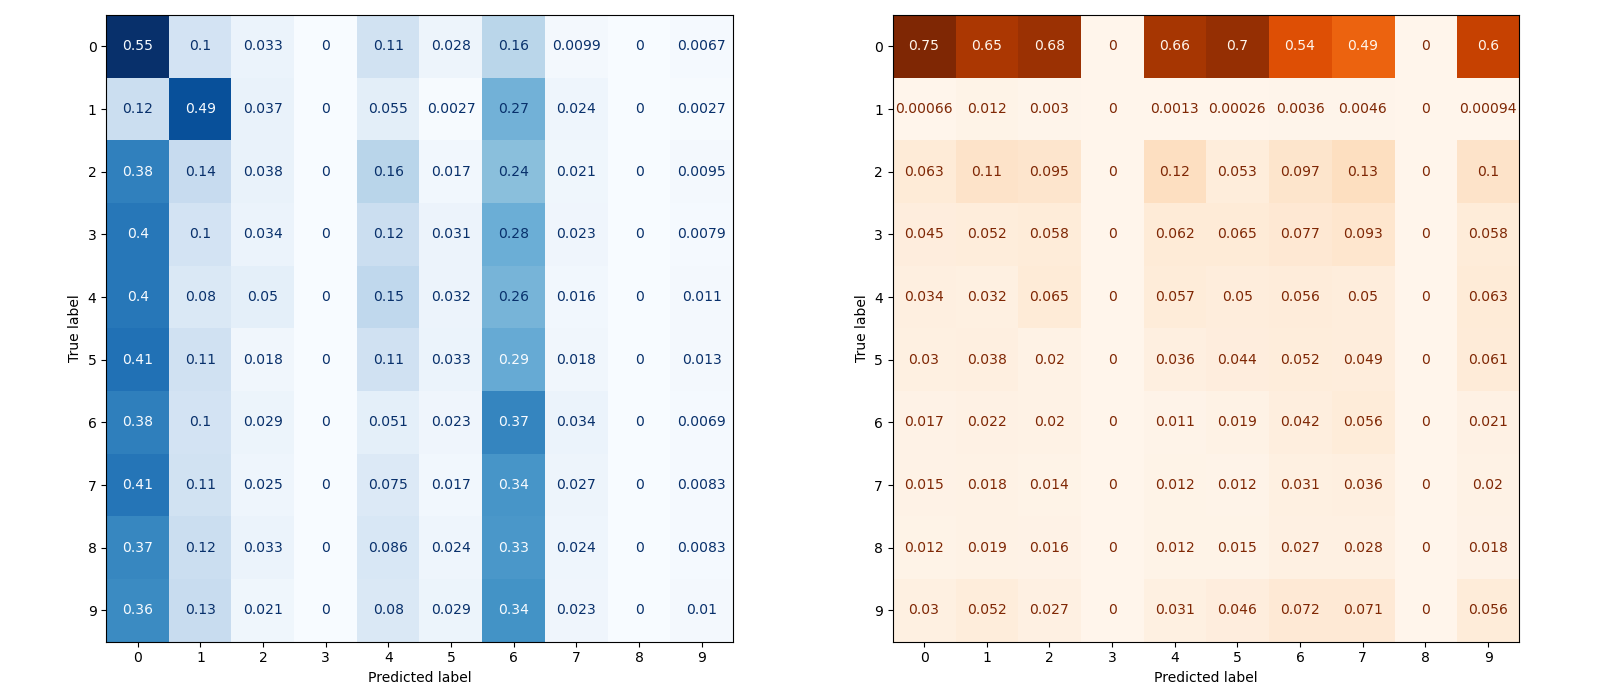 0 0.55 0.1 0.033 0 0.11 0.028 0.16 0.0099 0 0.0067
1 0.12 0.49 0.037 0 0.055 0.0027 0.27 0.024 0 0.0027
2 0.38 0.14 0.038 0 0.16 0.017 0.24 0.021 0 0.0095
3 0.4 0.1 0.034 0 0.12 0.031 0.28 0.023 0 0.0079
4 0.4 0.08 0.05 0 0.15 0.032 0.26 0.016 0 0.011
5 0.41 0.11 0.018 0 0.11 0.033 0.29 0.018 0 0.013
6 0.38 0.1 0.029 0 0.051 0.023 0.37 0.034 0 0.0069
7 0.41 0.11 0.025 0 0.075 0.017 0.34 0.027 0 0.0083
8 0.37 0.12 0.033 0 0.086 0.024 0.33 0.024 0 0.0083
9 0.36 0.13 0.021 0 0.08 0.029 0.34 0.023 0 0.01
0 1 2 3 4 5 6 7 8 9
Predicted label
True label
0 0.75 0.65 0.68 0 0.66 0.7 0.54 0.49 0 0.6
1 0.00066 0.012 0.003 0 0.0013 0.00026 0.0036 0.0046 0 0.00094
2 0.063 0.11 0.095 0 0.12 0.053 0.097 0.13 0 0.1
3 0.045 0.052 0.058 0 0.062 0.065 0.077 0.093 0 0.058
4 0.034 0.032 0.065 0 0.057 0.05 0.056 0.05 0 0.063
5 0.03 0.038 0.02 0 0.036 0.044 0.052 0.049 0 0.061
6 0.017 0.022 0.02 0 0.011 0.019 0.042 0.056 0 0.021
7 0.015 0.018 0.014 0 0.012 0.012 0.031 0.036 0 0.02
8 0.012 0.019 0.016 0 0.012 0.015 0.027 0.028 0 0.018
9 0.03 0.052 0.027 0 0.031 0.046 0.072 0.071 0 0.056
0 1 2 3 4 5 6 7 8 9
Predicted label
True label